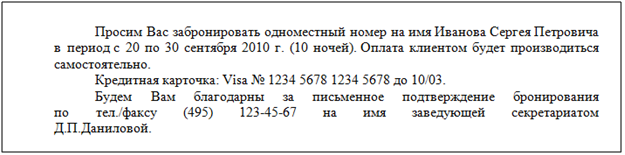 Просим Вас забронировать одноместный номер на имя Иванова Сергея Петровича
в период с 20 по 30 сентября 2010 г. (10 ночей). Оплата клиентом будет производиться
самостоятельно.
Кредитная карточка: Visa № 1234 5678 1234 5678 до 10/03.
Будем Вам благодарны за письменное подтверждение бронирования
по тел./факсу (495) 123-45-67 на имя заведующей секретариатом
Д.П.Даниловой.